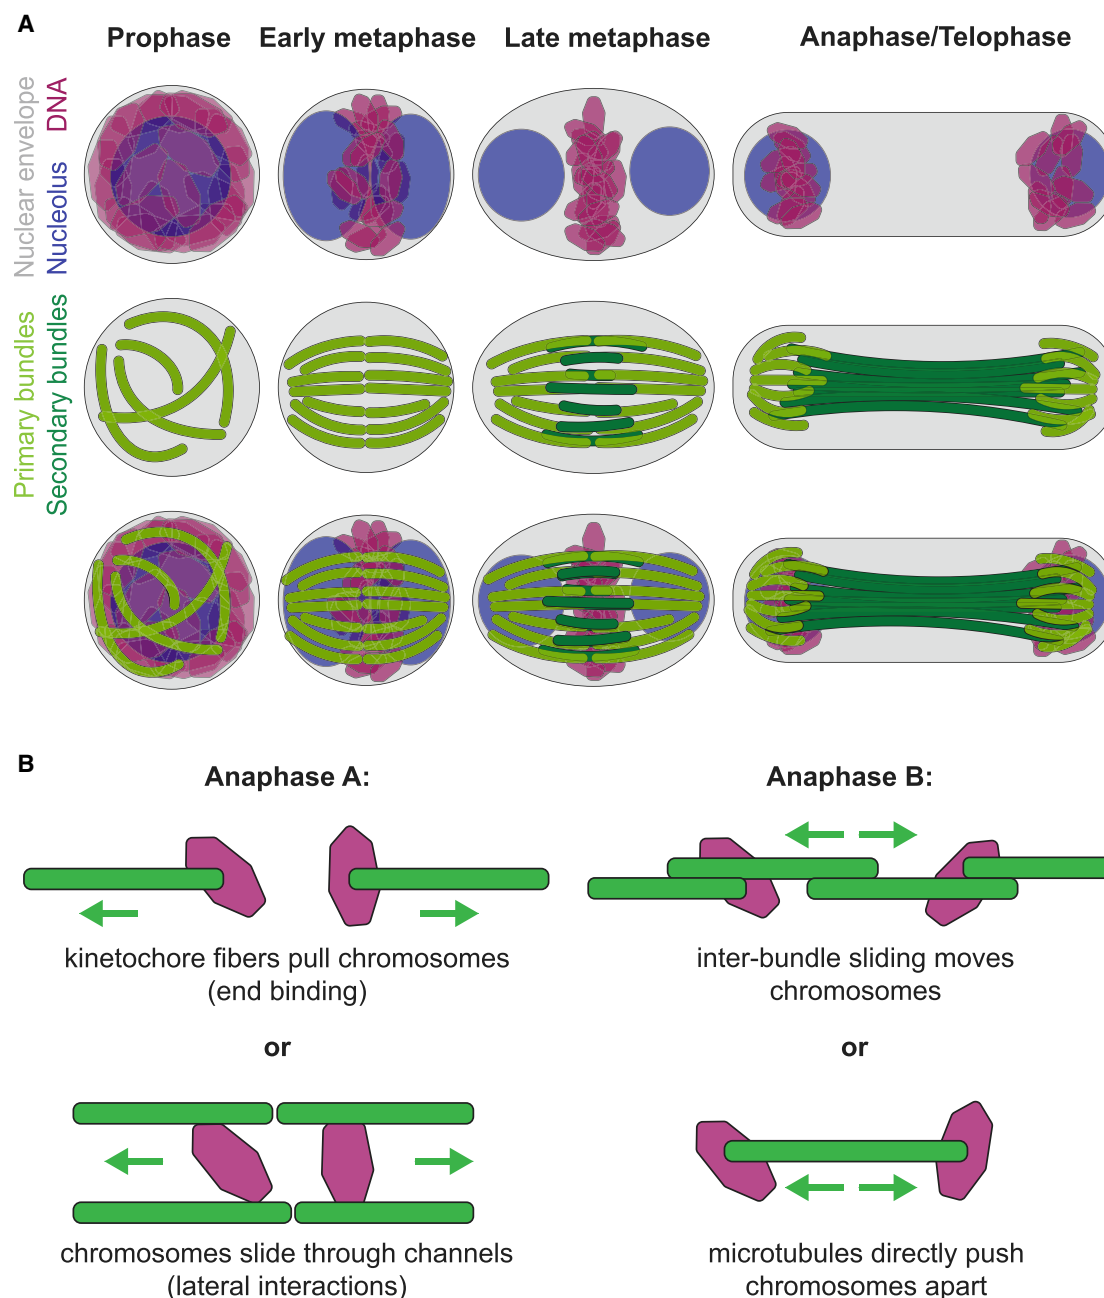 A
Prophase
Early metaphase
Late metaphase
Anaphase/Telophase
Nuclear envelope
DNA
Nucleolus
Primary bundles
Secondary bundles
B
Anaphase A:
Anaphase B:
kinetochore fibers pull chromosomes
(end binding)
inter-bundle sliding moves
chromosomes
or
or
chromosomes slide through channels
(lateral interactions)
microtubules directly push
chromosomes apart